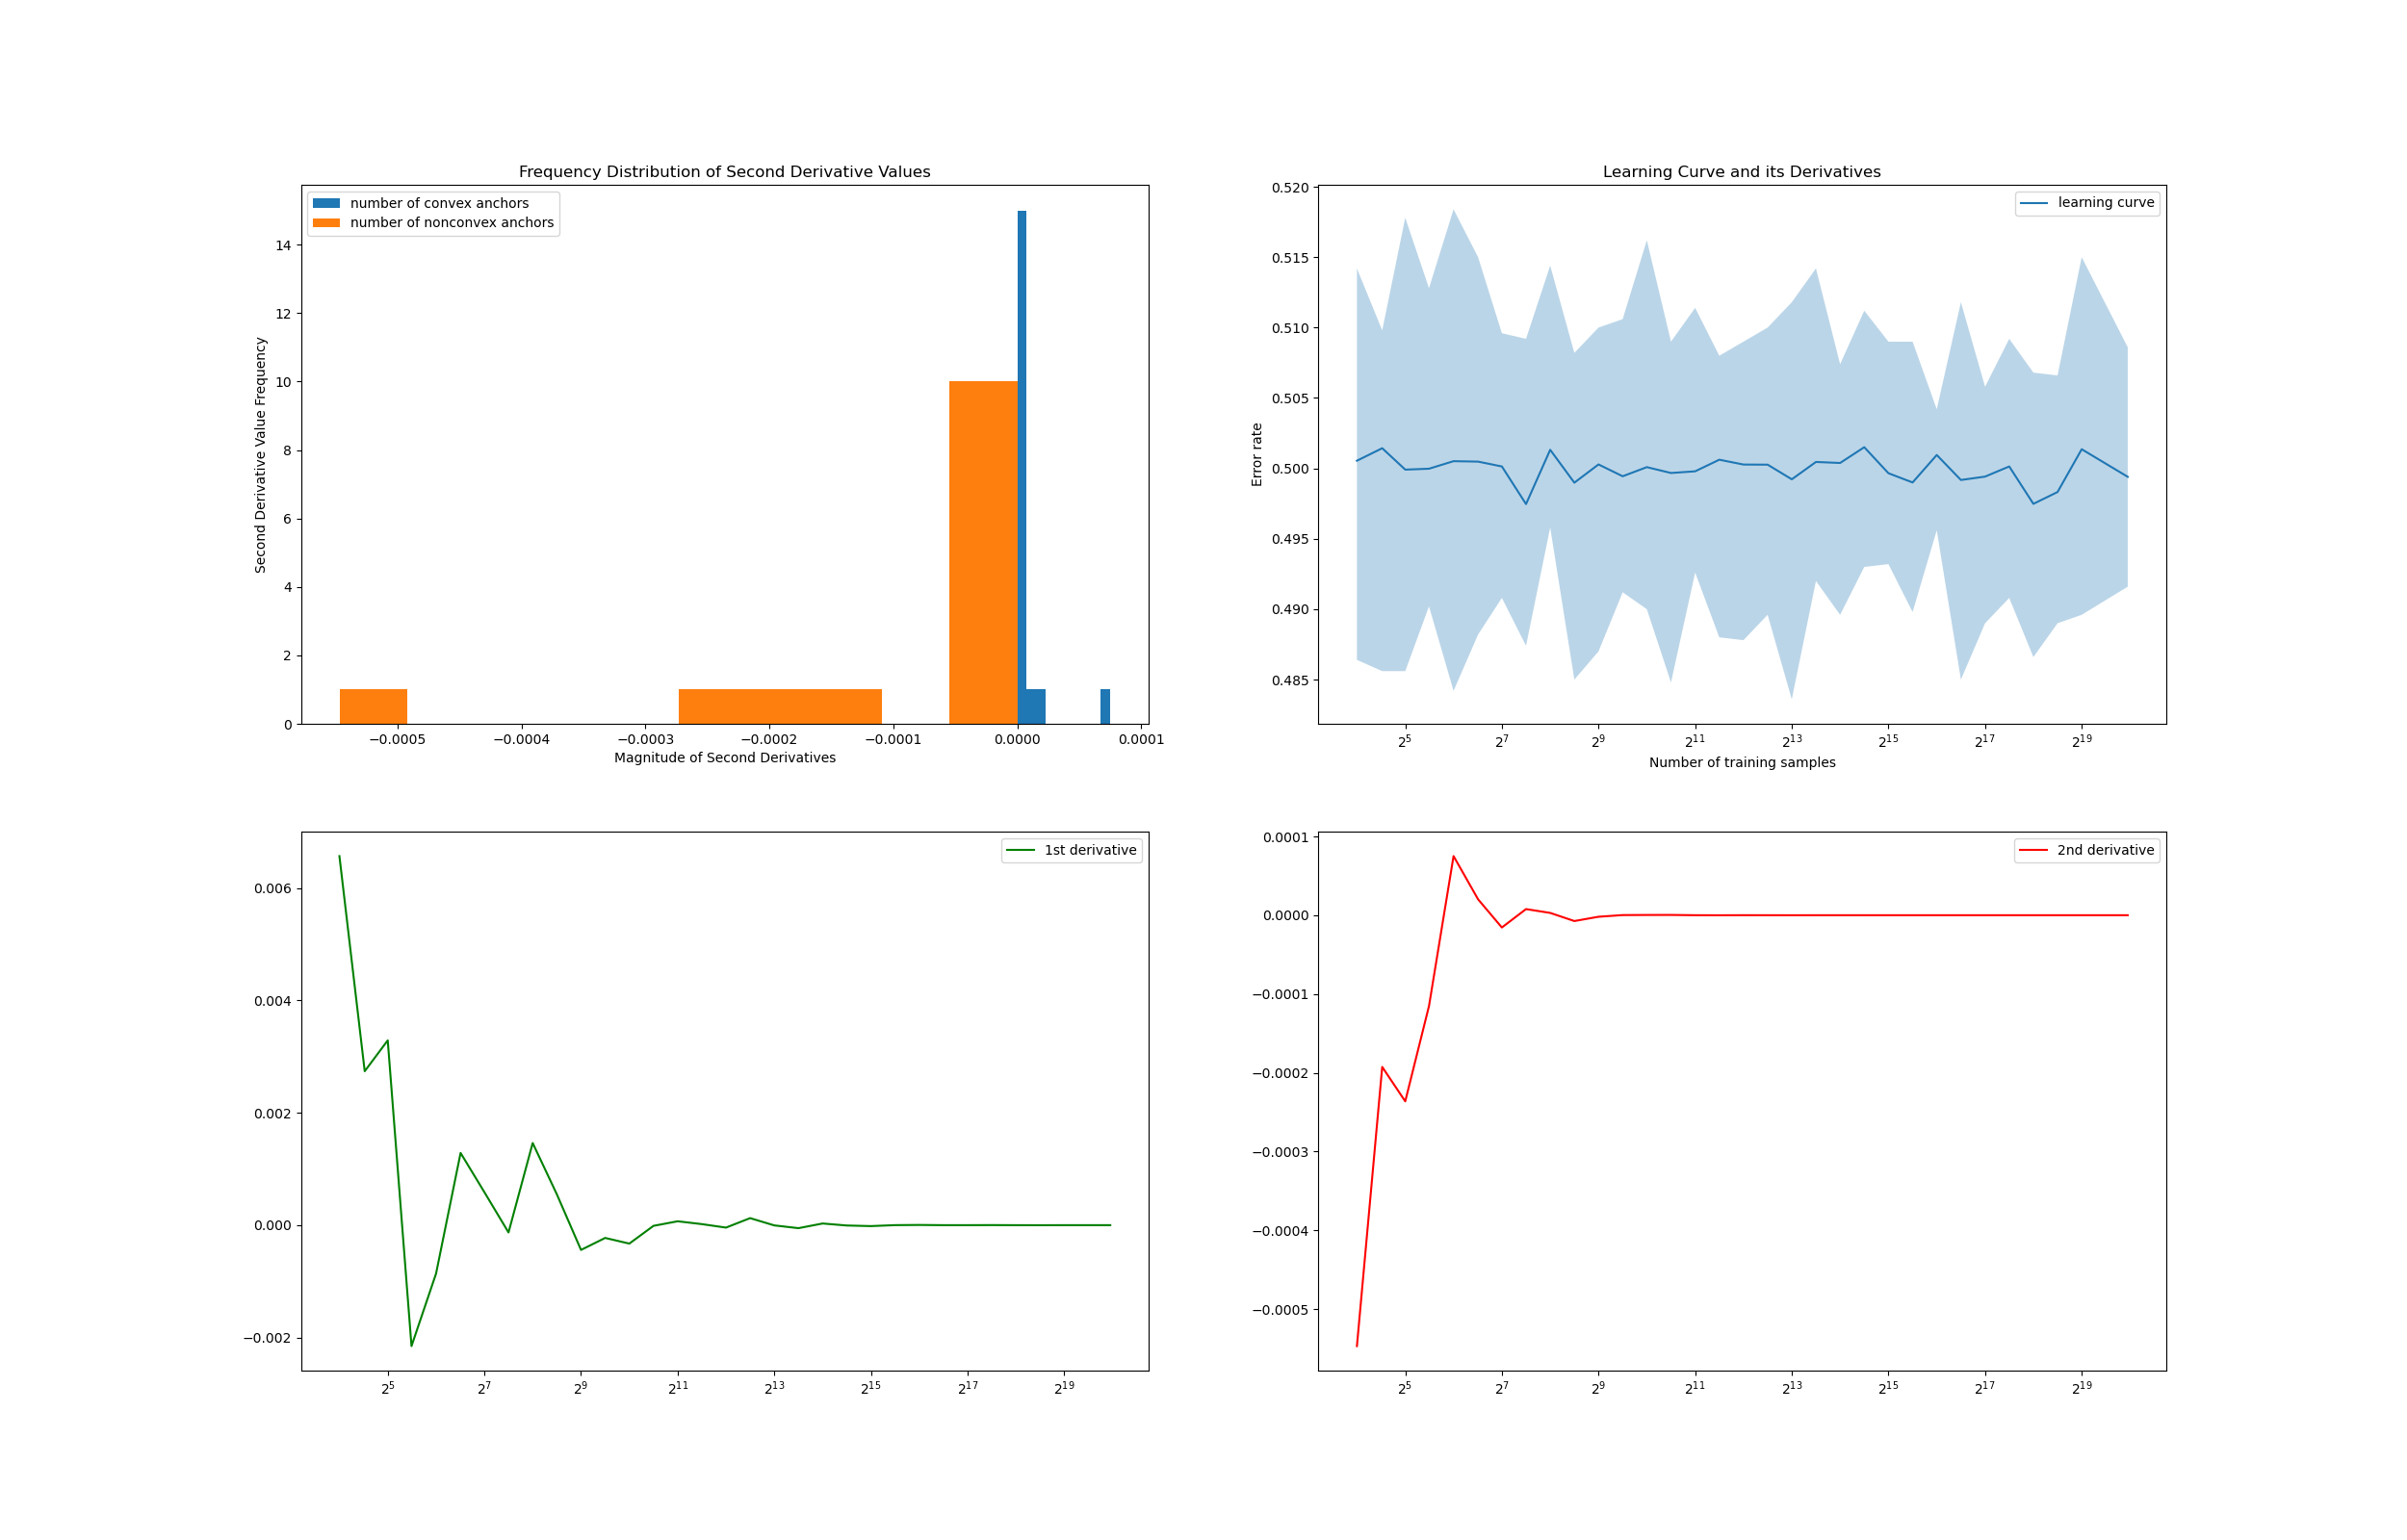 Frequency Distribution of Second Derivative Values
number of convex anchors
number of nonconvex anchors
Second Derivative Value Frequency
14
12
10
8
6
4
2
0
−0.0005 −0.0004 −0.0003 −0.0002 −0.0001 0.0000 0.0001
Magnitude of Second Derivatives
Learning Curve and its Derivatives
learning curve
Error rate
0.520
0.515
0.510
0.505
0.500
0.495
0.490
0.485
2^5 2^7 2^9 2^11 2^13 2^15 2^17 2^19
Number of training samples
1st derivative
0.006
0.004
0.002
0.000
−0.002
2^5 2^7 2^9 2^11 2^13 2^15 2^17 2^19
2nd derivative
0.0001
0.0000
−0.0001
−0.0002
−0.0003
−0.0004
−0.0005
2^5 2^7 2^9 2^11 2^13 2^15 2^17 2^19